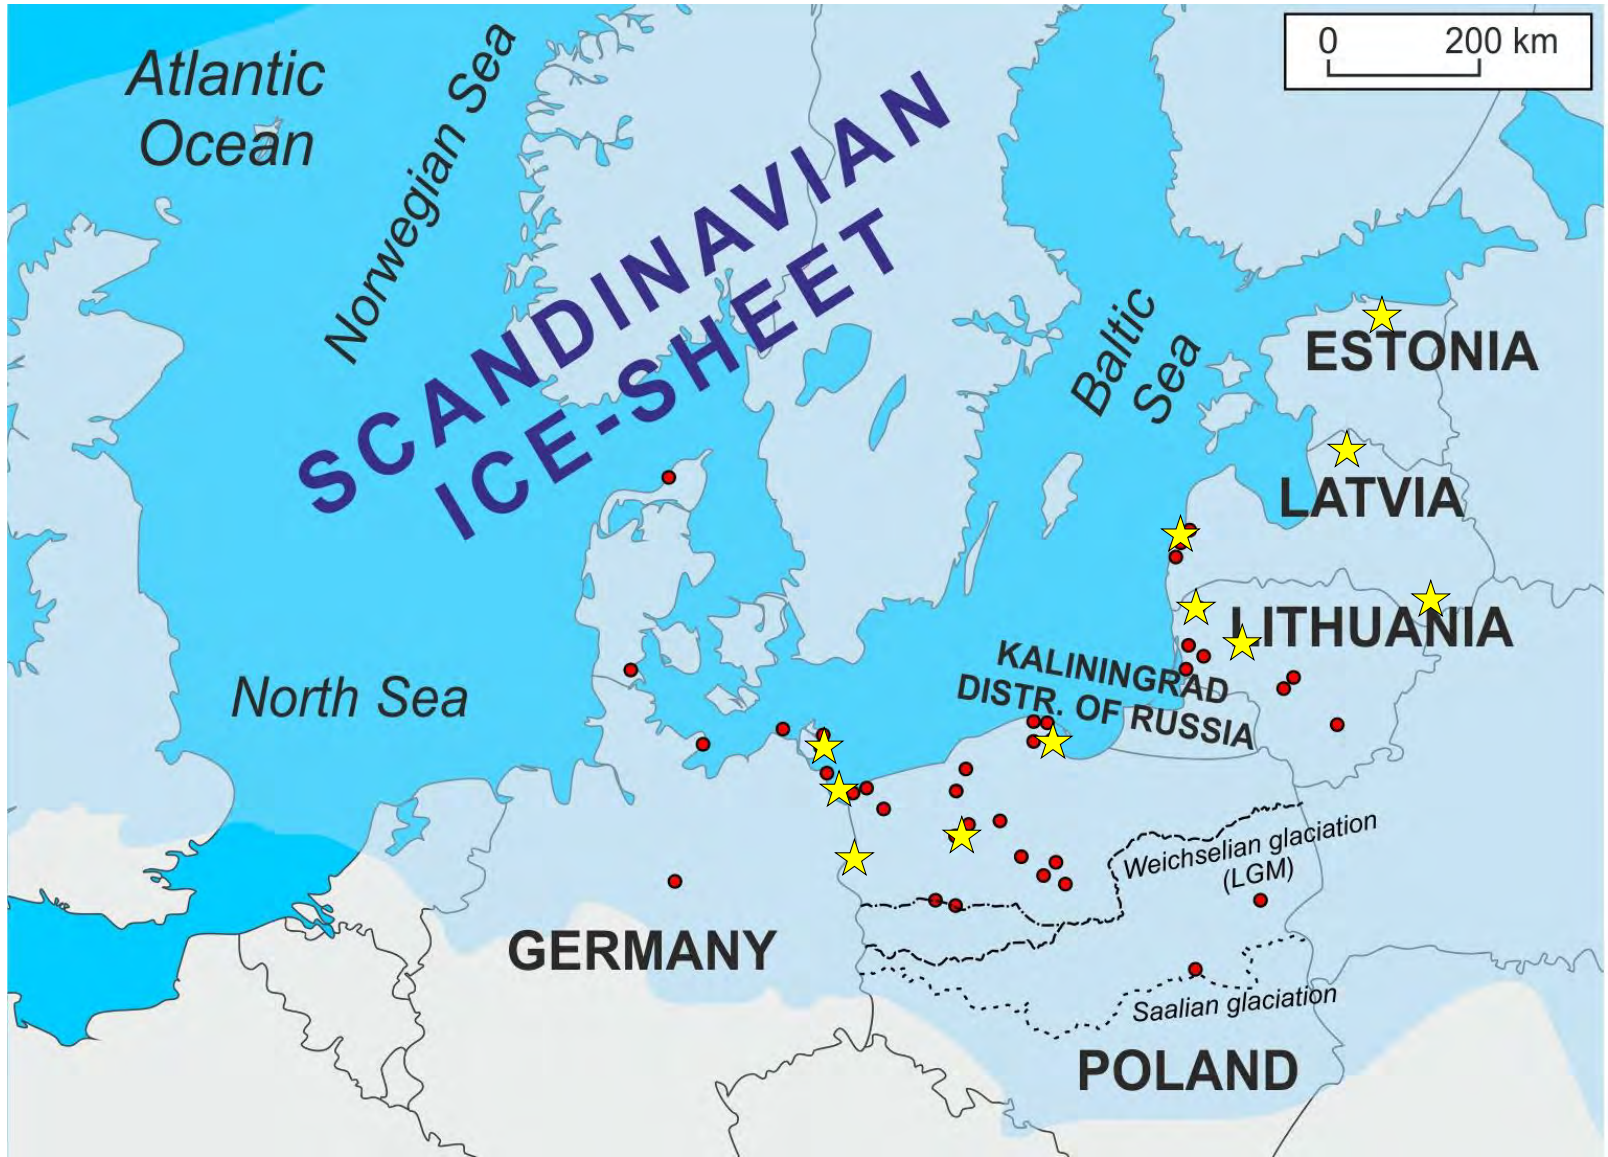 0 200 km
Atlantic
Ocean
Norwegian Sea
SCANDINAVIAN
ICE-SHEET
Baltic
Sea
ESTONIA
LATVIA
LITHUANIA
KALININGRAD
DISTR. OF RUSSIA
North Sea
Weichselian glaciation
(LGM)
GERMANY
Saalian glaciation
POLAND